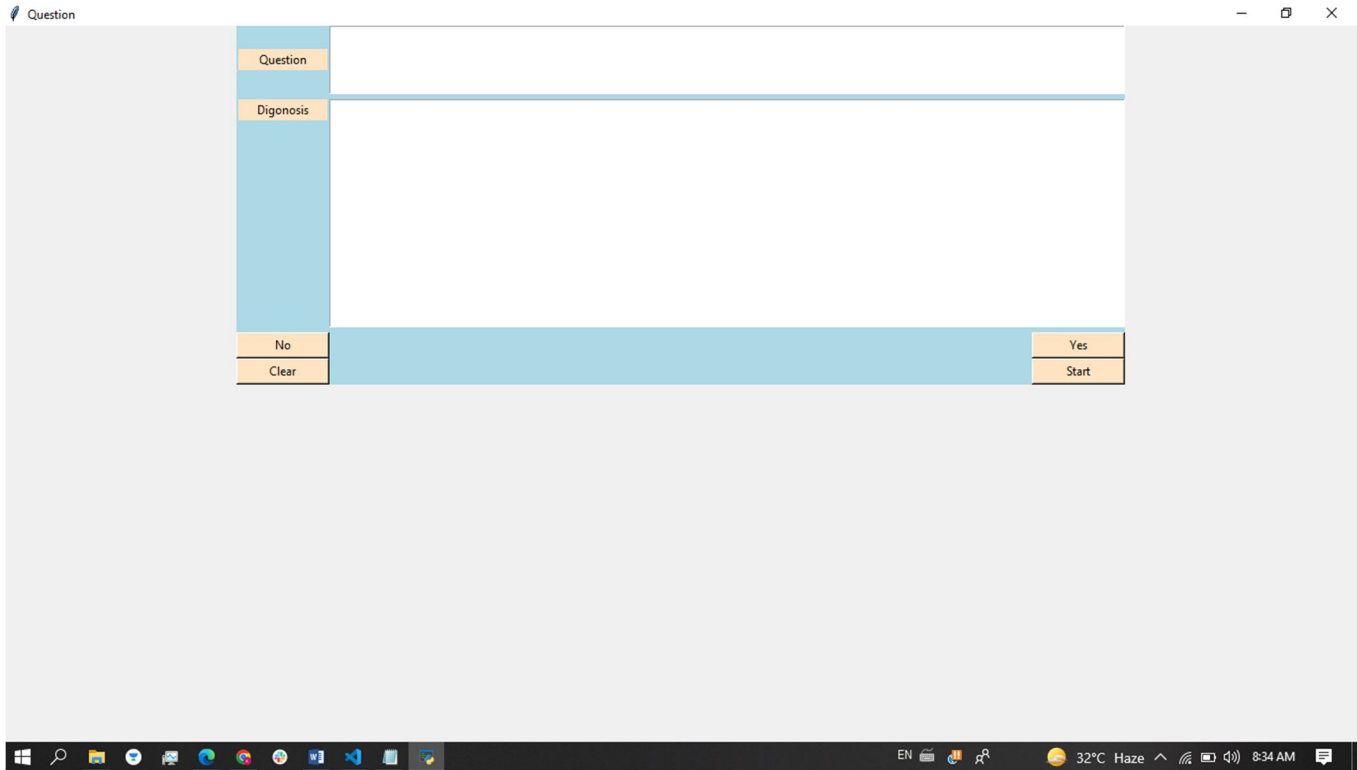 Question
Question
Digonosis
No Yes
Clear Start
EN 32°C Haze 8:34 AM